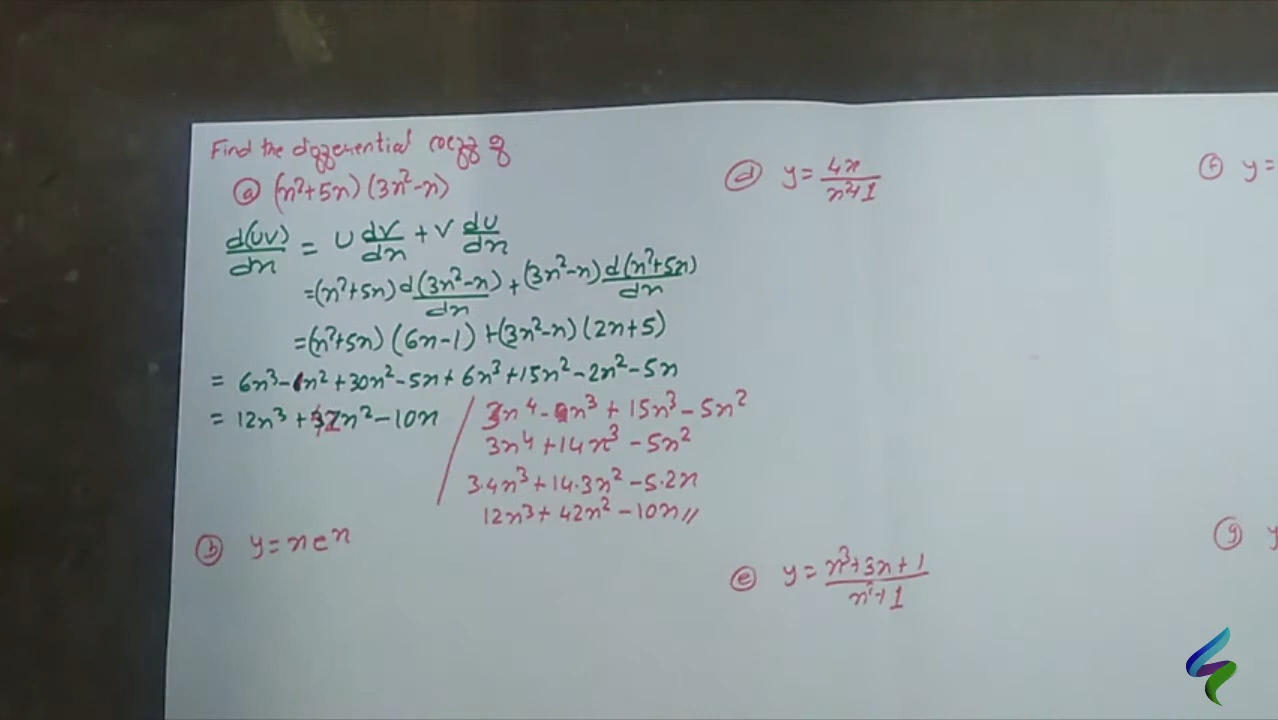 Find the differential coeff of
ⓐ (x²+5x)(3x²-x)
d(UV)/dx = U dV/dx + V dU/dx
=(x²+5x) d(3x²-x)/dx + (3x²-x) d(x²+5x)/dx
=(x²+5x)(6x-1)+(3x²-x)(2x+5)
= 6x³-1x²+30x²-5x+6x³+15x²-2x²-5x
= 12x³+42x²-10x
3x⁴-x³+15x³-5x²
3x⁴+14x³-5x²
3.4x³+14.3x²-5.2x
12x³+42x²-10x//
ⓑ y=xeˣ
ⓓ y=4x/x²+1
ⓔ y=x³+3x+1/x²+1
ⓕ y=
ⓖ y